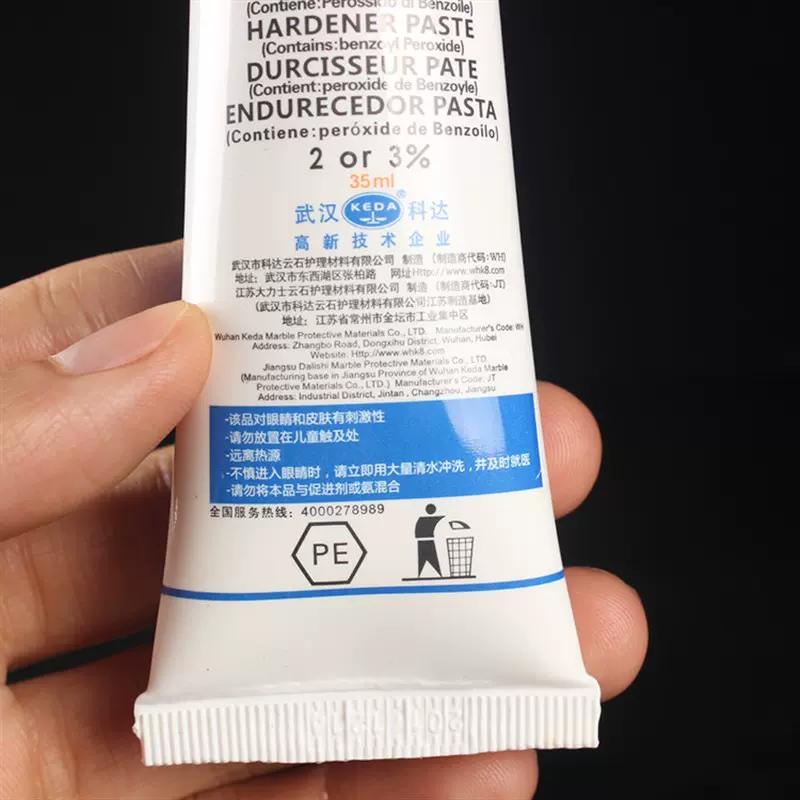 (Contiene:Perossido di Benzoile)
HARDENER PASTE
(Contains:benzoyl Peroxide)
DURCISSEUR PATE
(Contient:peroxide de Benzoyle)
ENDURECEDOR PASTA
(Contiene:peróxide de Benzoilo)
2 or 3%
35ml
武汉 KEDA® 科达
高新技术企业
武汉市科达云石护理材料有限公司 制造 (制造商代码:WH)
地址: 武汉市东西湖区张柏路 网址Http://www.whk8.com
江苏大力士云石护理材料有限公司 制造 (制造商代码:JT)
(武汉市科达云石护理材料有限公司江苏制造基地)
地址: 江苏省常州市金坛市工业集中区
Wuhan Keda Marble Protective Materials Co., LTD. Manufacturer's Code: WH
Address: Zhangbo Road, Dongxihu District, Wuhan, Hubei
Website: Http://www.whk8.com
Jiangsu Dalishi Marble Protective Materials Co., LTD.
(Manufacturing base in Jiangsu Province of Wuhan Keda Marble
Protective Materials Co., LTD.) Manufacturer's Code: JT
Address: Industrial District, Jintan, Changzhou, Jiangsu
-该品对眼睛和皮肤有刺激性
-请勿放置在儿童触及处
-远离热源
-不慎进入眼睛时，请立即用大量清水冲洗，并及时就医
-请勿将本品与促进剂或氨混合
全国服务热线: 4000278989
PE